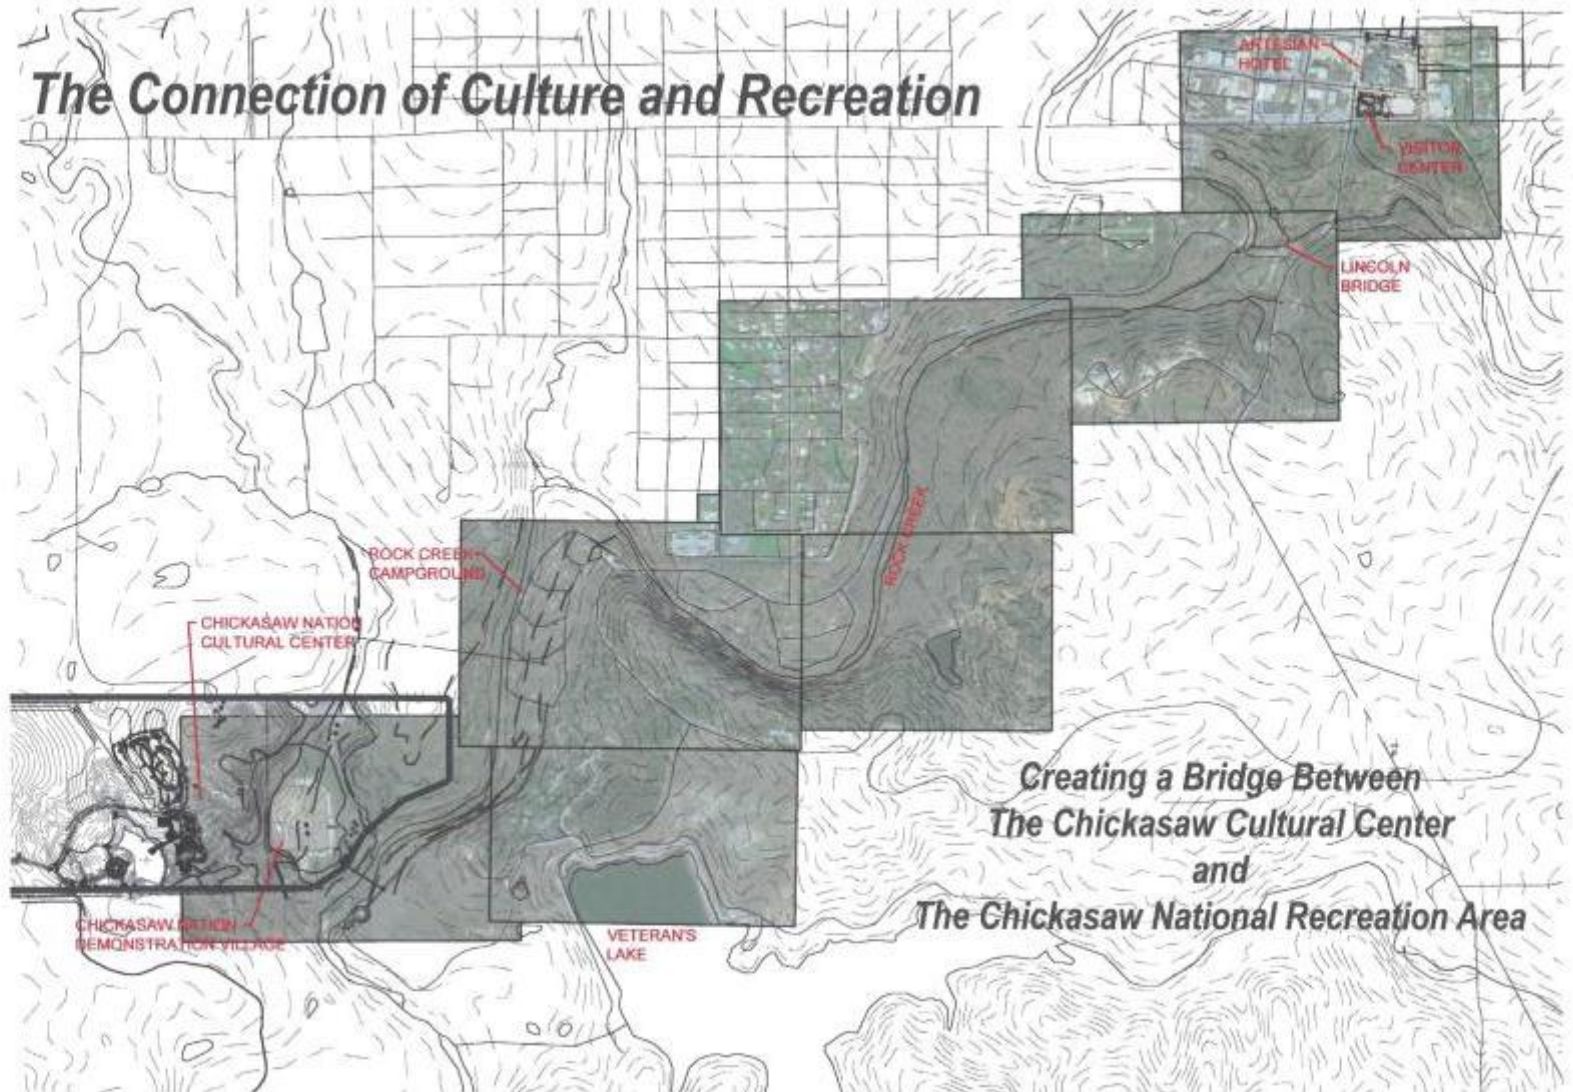 The Connection of Culture and Recreation
ARTESIAN
HOTEL
VISITOR
CENTER
LINCOLN
BRIDGE
ROCK CREEK
ROCK CREEK
CAMPGROUND
CHICKASAW NATION
CULTURAL CENTER
CHICKASAW NATION
DEMONSTRATION VILLAGE
VETERAN'S
LAKE
Creating a Bridge Between
The Chickasaw Cultural Center
and
The Chickasaw National Recreation Area